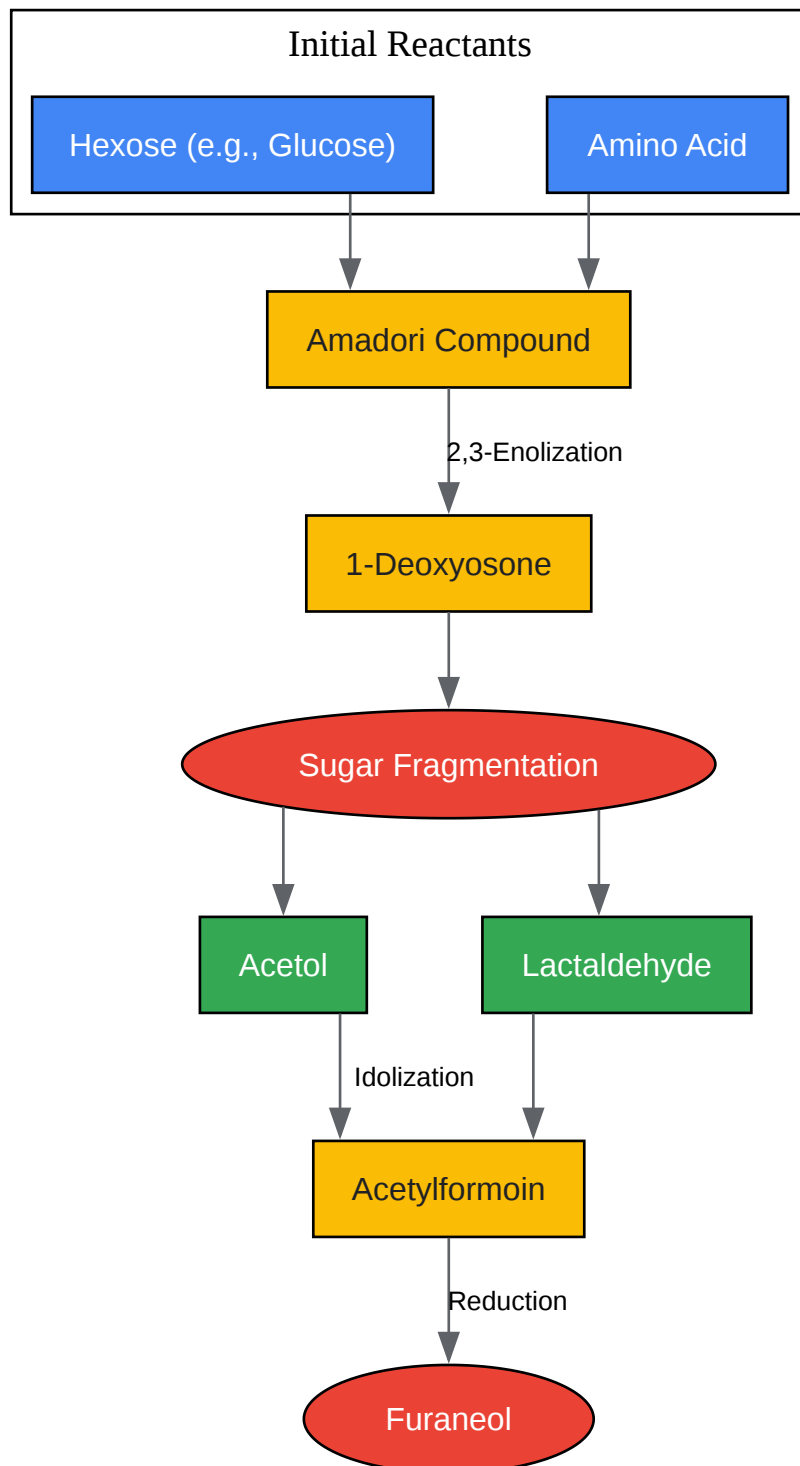 Initial Reactants
Hexose (e.g., Glucose)
Amino Acid
Amadori Compound
2,3-Enolization
1-Deoxyosone
Sugar Fragmentation
Acetol
Lactaldehyde
Idolization
Acetylformoin
Reduction
Furaneol